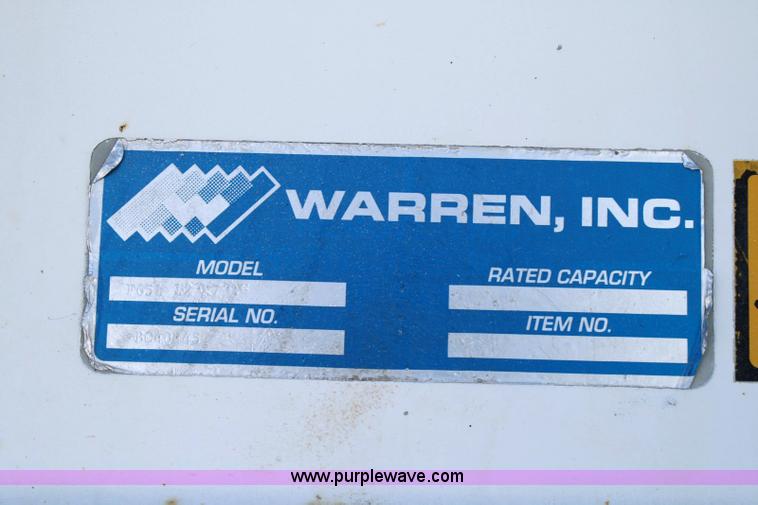 WARREN, INC.
MODEL
RATED CAPACITY
SERIAL NO.
ITEM NO.
www.purplewave.com